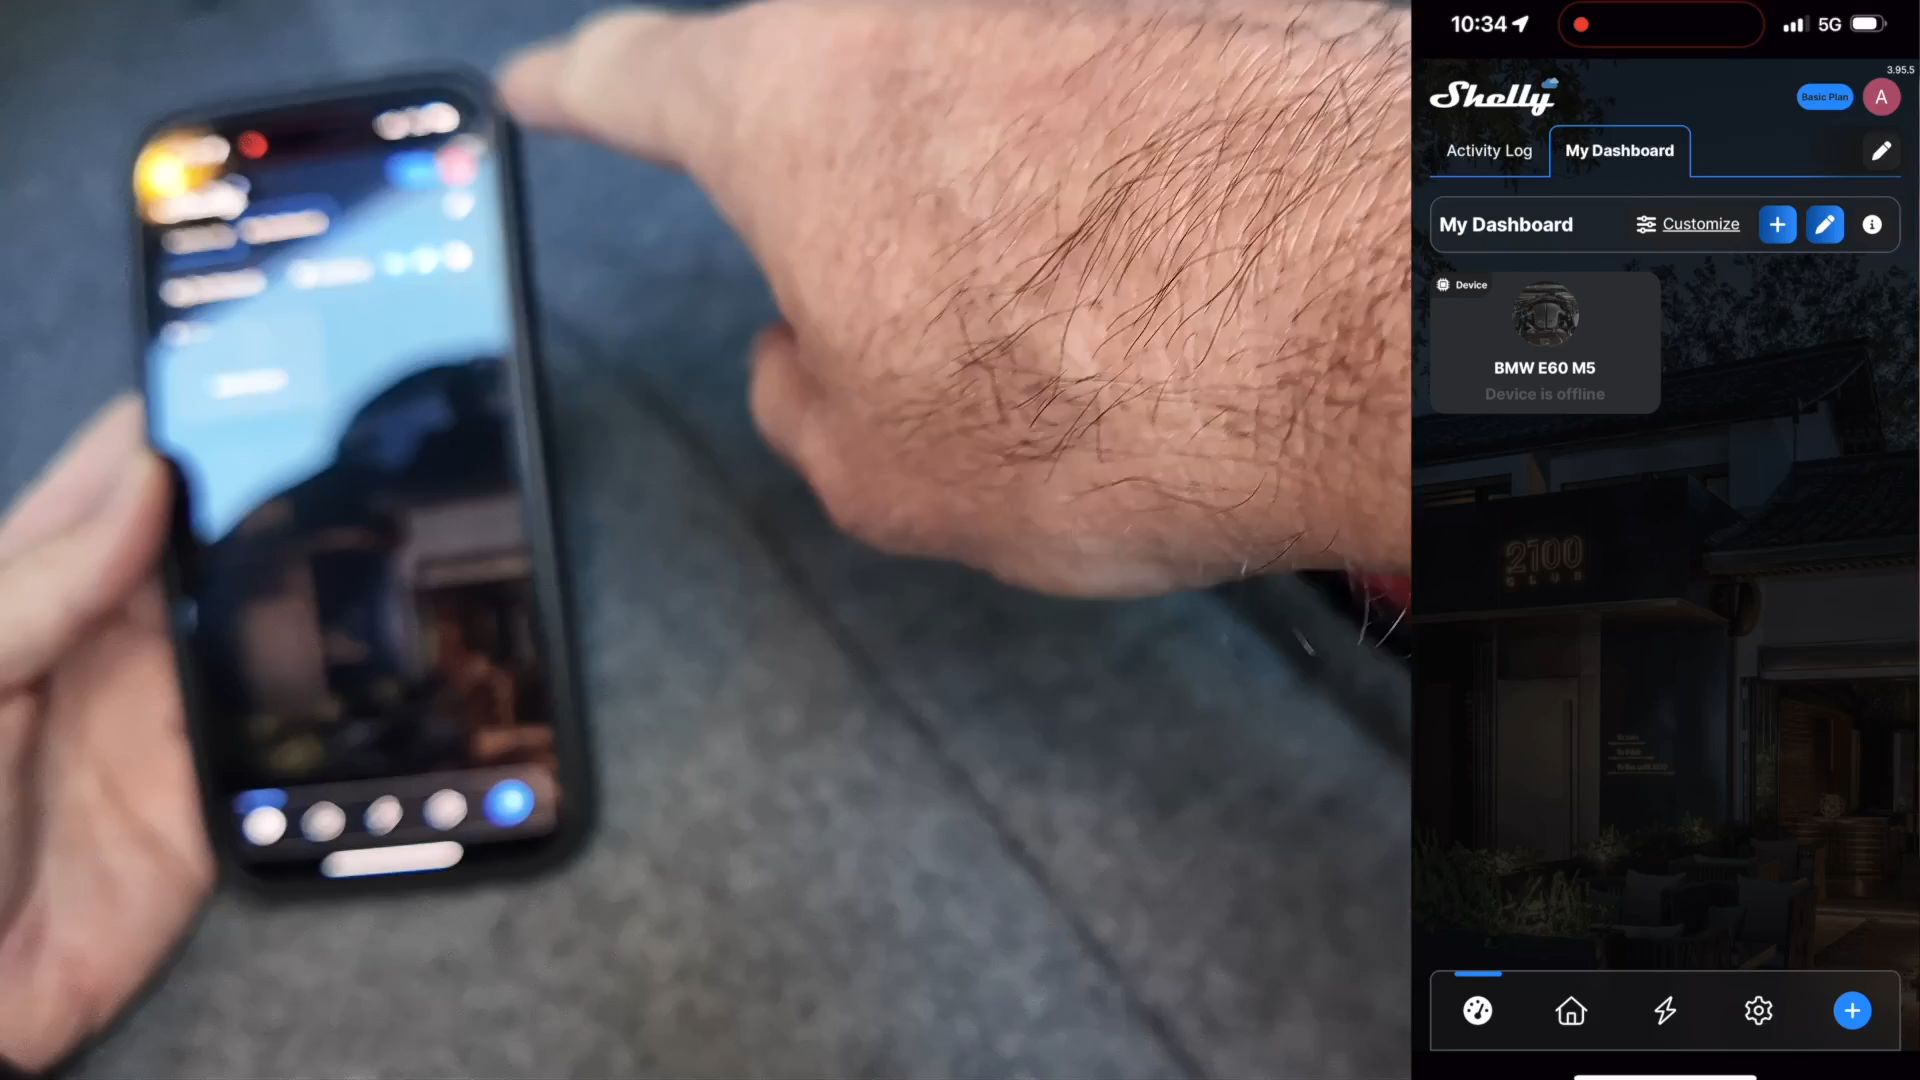 10:34
5G
3.95.5
Shelly
Basic Plan
A
Activity Log
My Dashboard
My Dashboard
Customize
Device
BMW E60 M5
Device is offline
2100
CLUB